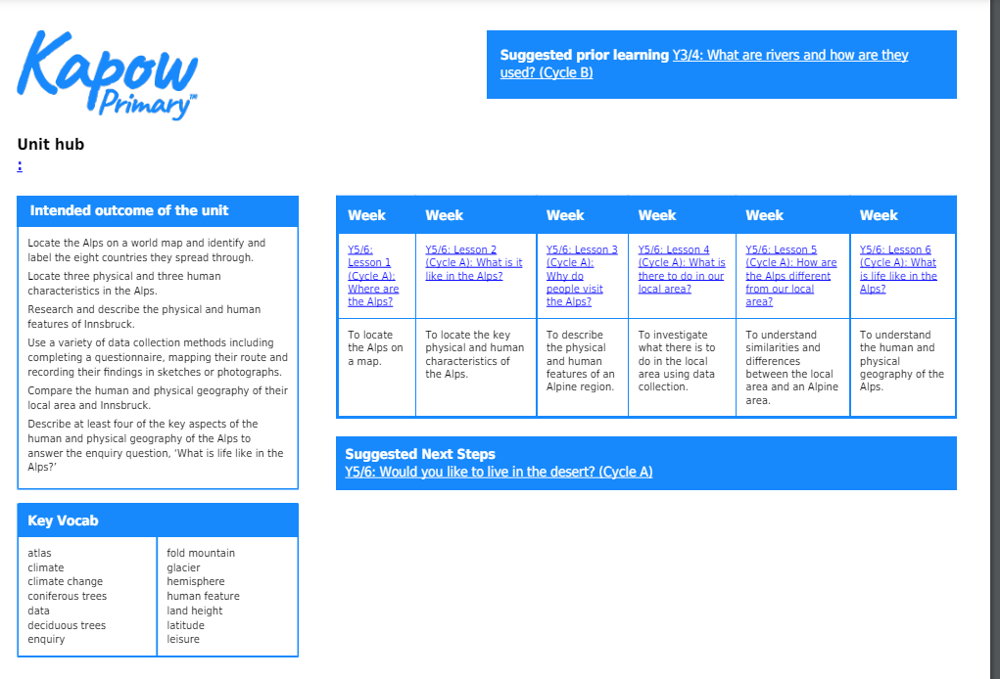 Kapow
Primary™
Suggested prior learning Y3/4: What are rivers and how are they
used? (Cycle B)
Unit hub
:
Intended outcome of the unit
Locate the Alps on a world map and identify and
label the eight countries they spread through.
Locate three physical and three human
characteristics in the Alps.
Research and describe the physical and human
features of Innsbruck.
Use a variety of data collection methods including
completing a questionnaire, mapping their route and
recording their findings in sketches or photographs.
Compare the human and physical geography of their
local area and Innsbruck.
Describe at least four of the key aspects of the
human and physical geography of the Alps to
answer the enquiry question, ‘What is life like in the
Alps?’
Key Vocab
atlas
climate
climate change
coniferous trees
data
deciduous trees
enquiry
fold mountain
glacier
hemisphere
human feature
land height
latitude
leisure
Week
Y5/6:
Lesson 1
(Cycle A):
Where are
the Alps?
To locate
the Alps on
a map.
Week
Y5/6: Lesson 2
(Cycle A): What is it
like in the Alps?
To locate the key
physical and human
characteristics of
the Alps.
Week
Y5/6: Lesson 3
(Cycle A):
Why do
people visit
the Alps?
To describe
the physical
and human
features of an
Alpine region.
Week
Y5/6: Lesson 4
(Cycle A): What is
there to do in our
local area?
To investigate
what there is to
do in the local
area using data
collection.
Week
Y5/6: Lesson 5
(Cycle A): How are
the Alps different
from our local
area?
To understand
similarities and
differences
between the local
area and an Alpine
area.
Week
Y5/6: Lesson 6
(Cycle A): What
is life like in the
Alps?
To understand
the human and
physical
geography of the
Alps.
Suggested Next Steps
Y5/6: Would you like to live in the desert? (Cycle A)